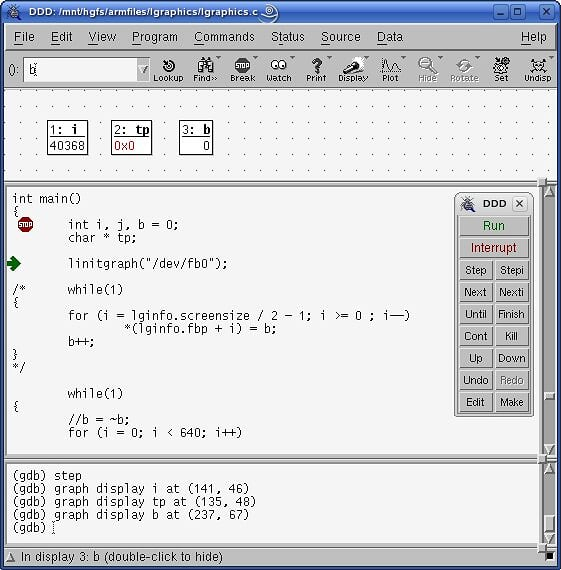 DDD: /mnt/hgfs/armfiles/lgraphics/lgraphics.c
File Edit View Program Commands Status Source Data Help
(): b
Lookup Find>> Break Watch Print Display Plot Hide Rotate Set Undisp
1: i
40368
2: tp
0x0
3: b
0
int main()
{
STOP int i, j, b = 0;
char * tp;
linitgraph("/dev/fb0");
/* while(1)
{
for (i = lginfo.screensize / 2 - 1; i >= 0 ; i--)
*(lginfo.fbp + i) = b;
b++;
}
*/
while(1)
{
//b = ~b;
for (i = 0; i < 640; i++)
DDD
Run
Interrupt
Step Stepi
Next Nexti
Until Finish
Cont Kill
Up Down
Undo Redo
Edit Make
(gdb) step
(gdb) graph display i at (141, 46)
(gdb) graph display tp at (135, 48)
(gdb) graph display b at (237, 67)
(gdb)
In display 3: b (double-click to hide)